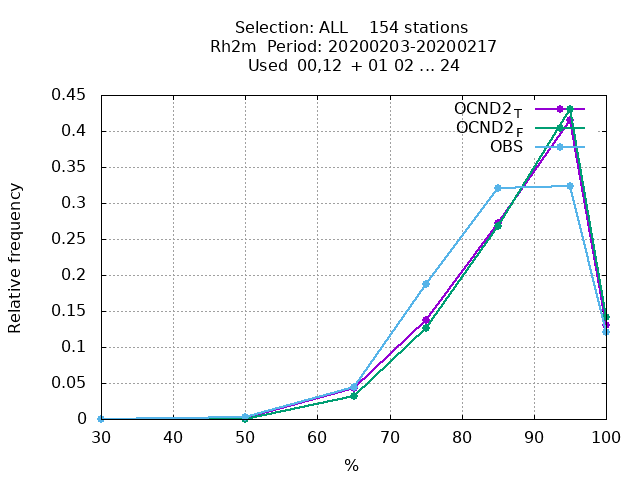 Selection: ALL    154 stations
Rh2m  Period: 20200203-20200217
Used  00,12  + 01 02 ... 24
Relative frequency
0.45
0.4
0.35
0.3
0.25
0.2
0.15
0.1
0.05
0
OCND2 T
OCND2 F
OBS
30 40 50 60 70 80 90 100
%